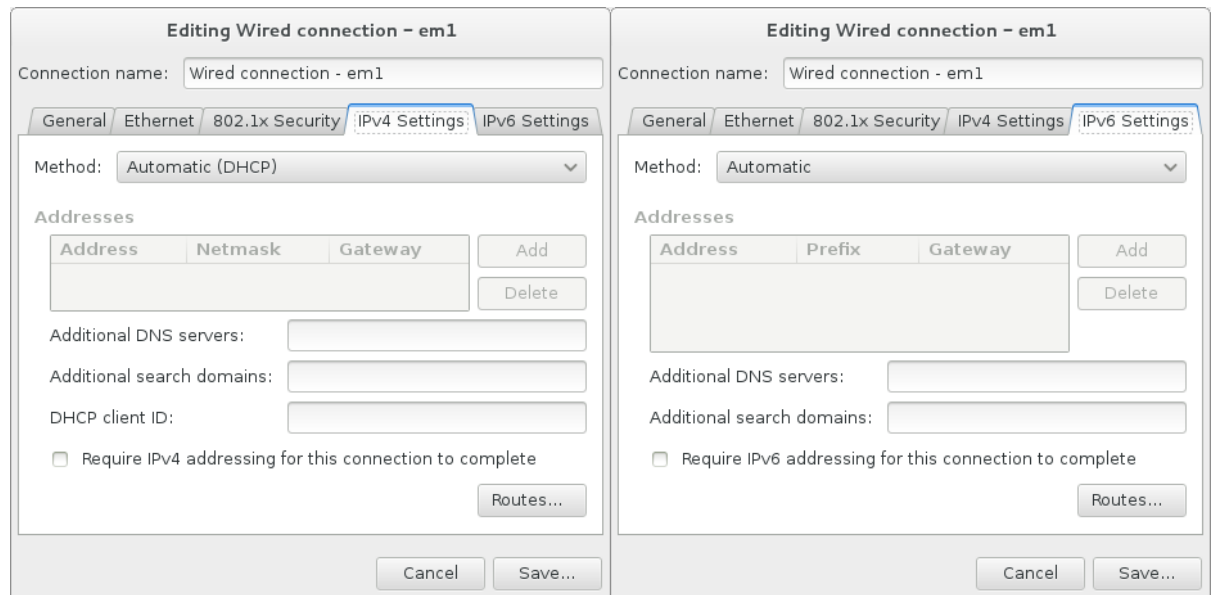 Editing Wired connection – em1
Connection name: Wired connection - em1
General Ethernet 802.1x Security IPv4 Settings IPv6 Settings
Method: Automatic (DHCP)
Addresses
Address Netmask Gateway Add
Delete
Additional DNS servers:
Additional search domains:
DHCP client ID:
Require IPv4 addressing for this connection to complete
Routes...
Cancel Save...
Editing Wired connection – em1
Connection name: Wired connection - em1
General Ethernet 802.1x Security IPv4 Settings IPv6 Settings
Method: Automatic
Addresses
Address Prefix Gateway Add
Delete
Additional DNS servers:
Additional search domains:
Require IPv6 addressing for this connection to complete
Routes...
Cancel Save...